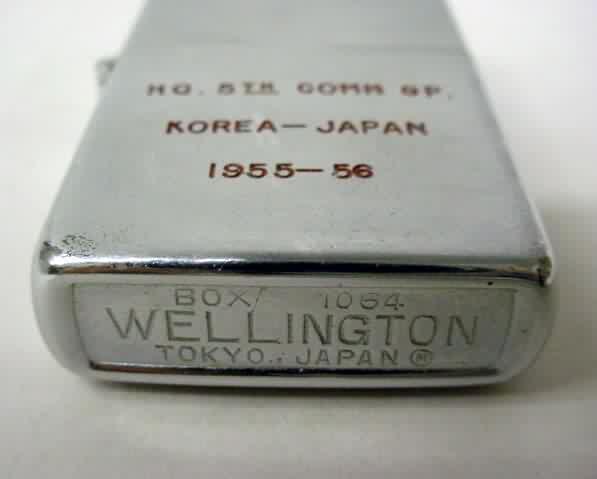 HQ. 5TH COMM GP.
KOREA—JAPAN
1955—56
BOX 1064
WELLINGTON
TOKYO., JAPAN ®